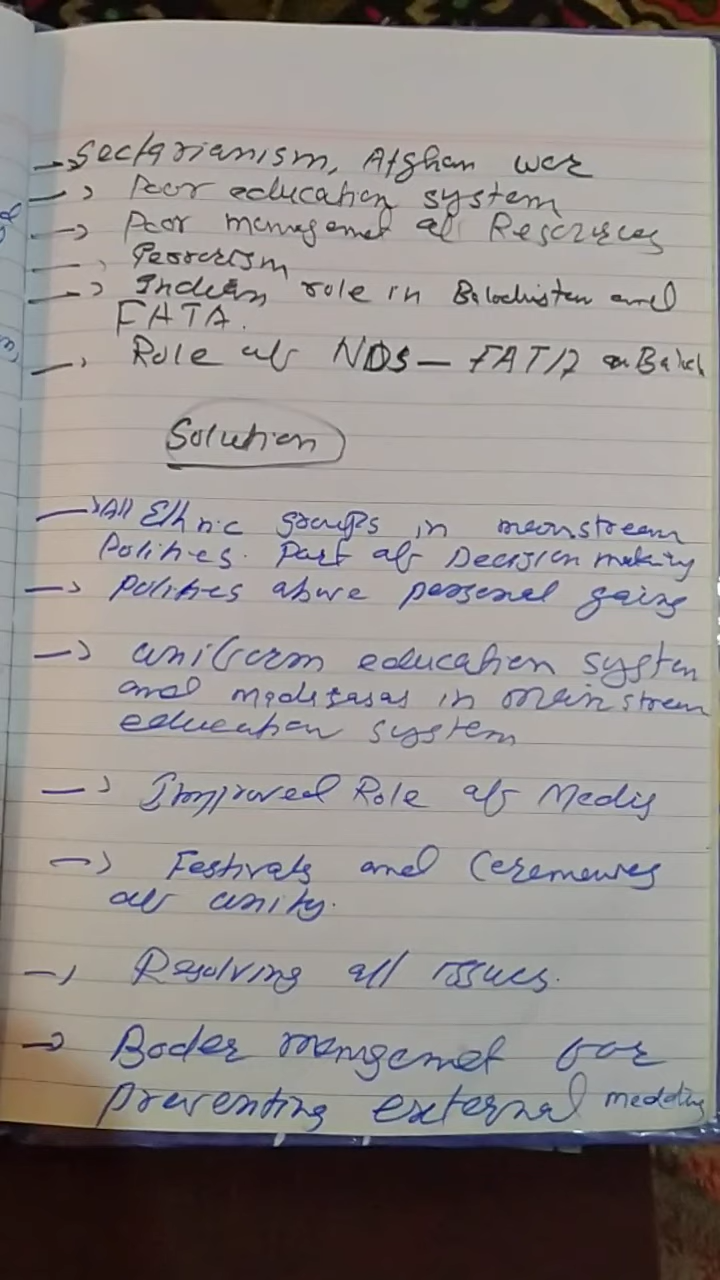 → Sectarianism, Afghan war
→ Poor education system
→ Poor managemet of Resources
→ Terrorism
→ Indian role in Balochistan and
FATA.
→ Role of NDS – FATA Baloch
Solution
→ All Ethnic groups in mainstream
Politics. Part of Decision making
→ Politics above personal gains
→ uniform education system
and madrasas in mainstream
education system
→ Improved Role of Media
→ Festivals and Ceremonies
of unity.
→ Resolving all issues.
→ Boder mangemet for
preventing external meddling